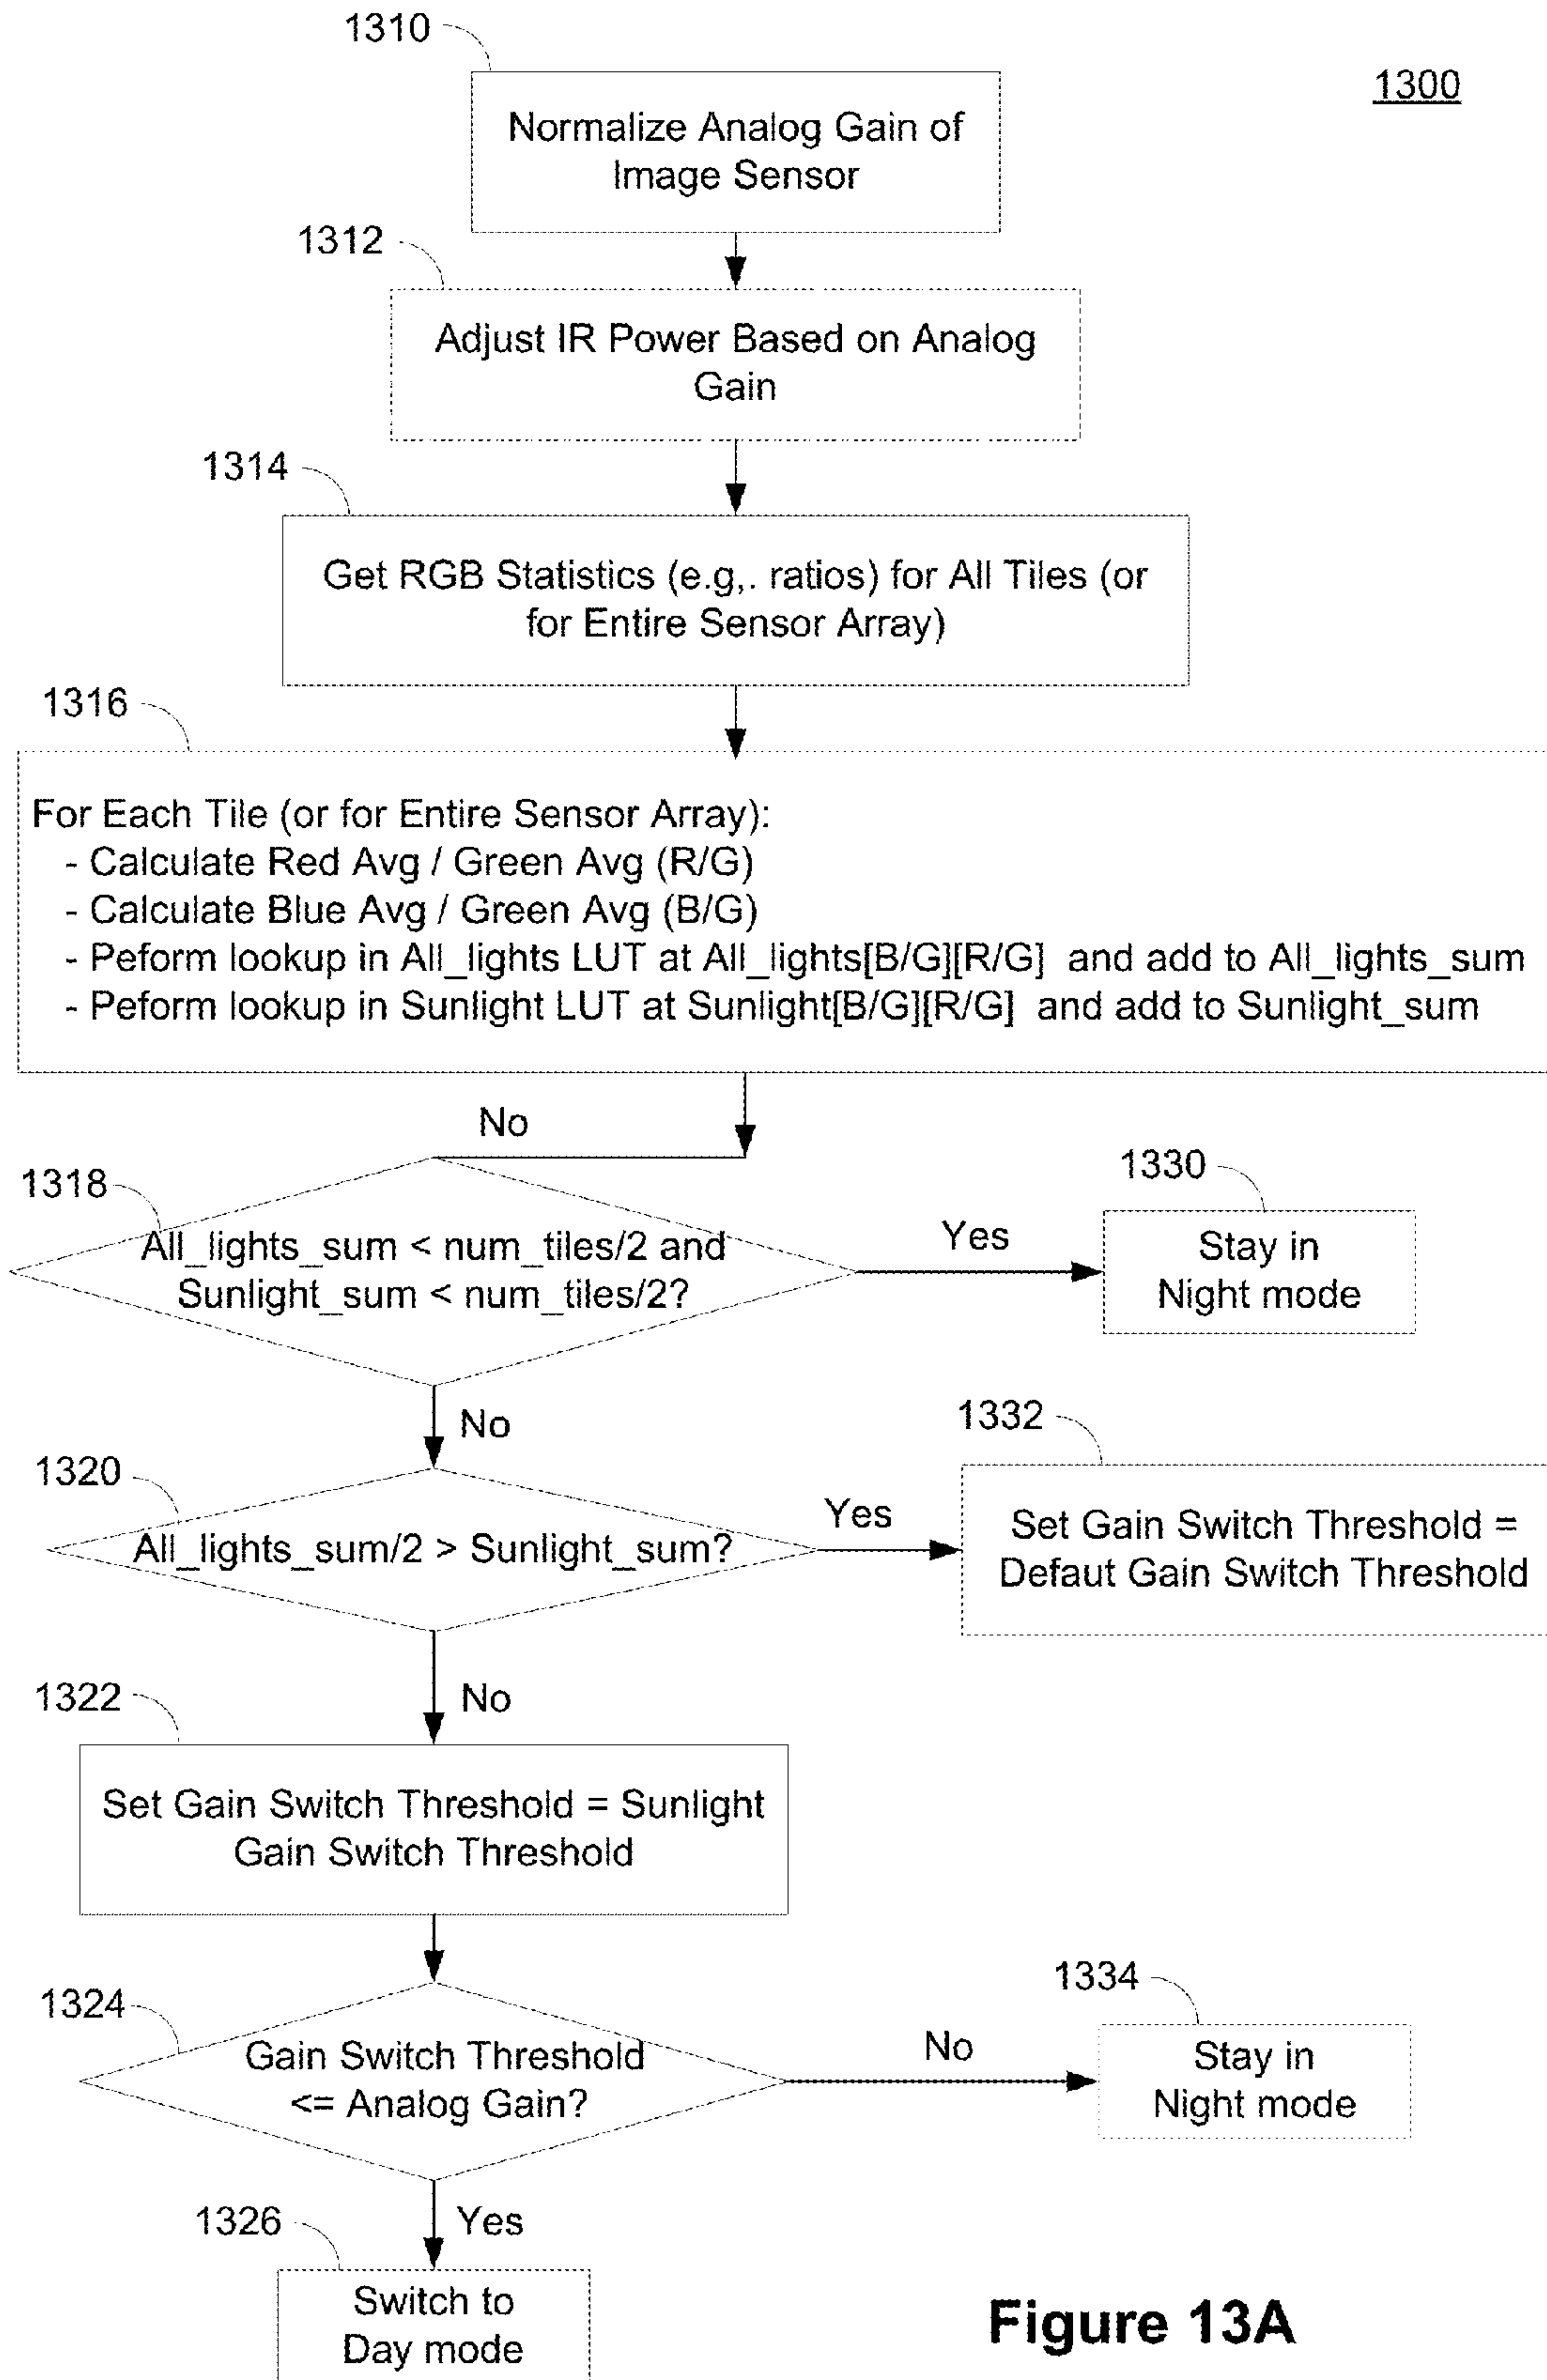 1310
1300
Normalize Analog Gain of
Image Sensor
1312
Adjust IR Power Based on Analog
Gain
1314
Get RGB Statistics (e.g,. ratios) for All Tiles (or
for Entire Sensor Array)
1316
For Each Tile (or for Entire Sensor Array):
- Calculate Red Avg / Green Avg (R/G)
- Calculate Blue Avg / Green Avg (B/G)
- Peform lookup in All_lights LUT at All_lights[B/G][R/G] and add to All_lights_sum
- Peform lookup in Sunlight LUT at Sunlight[B/G][R/G] and add to Sunlight_sum
No
1318
All_lights_sum < num_tiles/2 and
Sunlight_sum < num_tiles/2?
Yes
1330
Stay in
Night mode
No
1320
All_lights_sum/2 > Sunlight_sum?
Yes
1332
Set Gain Switch Threshold =
Defaut Gain Switch Threshold
No
1322
Set Gain Switch Threshold = Sunlight
Gain Switch Threshold
1324
Gain Switch Threshold
<= Analog Gain?
No
1334
Stay in
Night mode
Yes
1326
Switch to
Day mode
Figure 13A